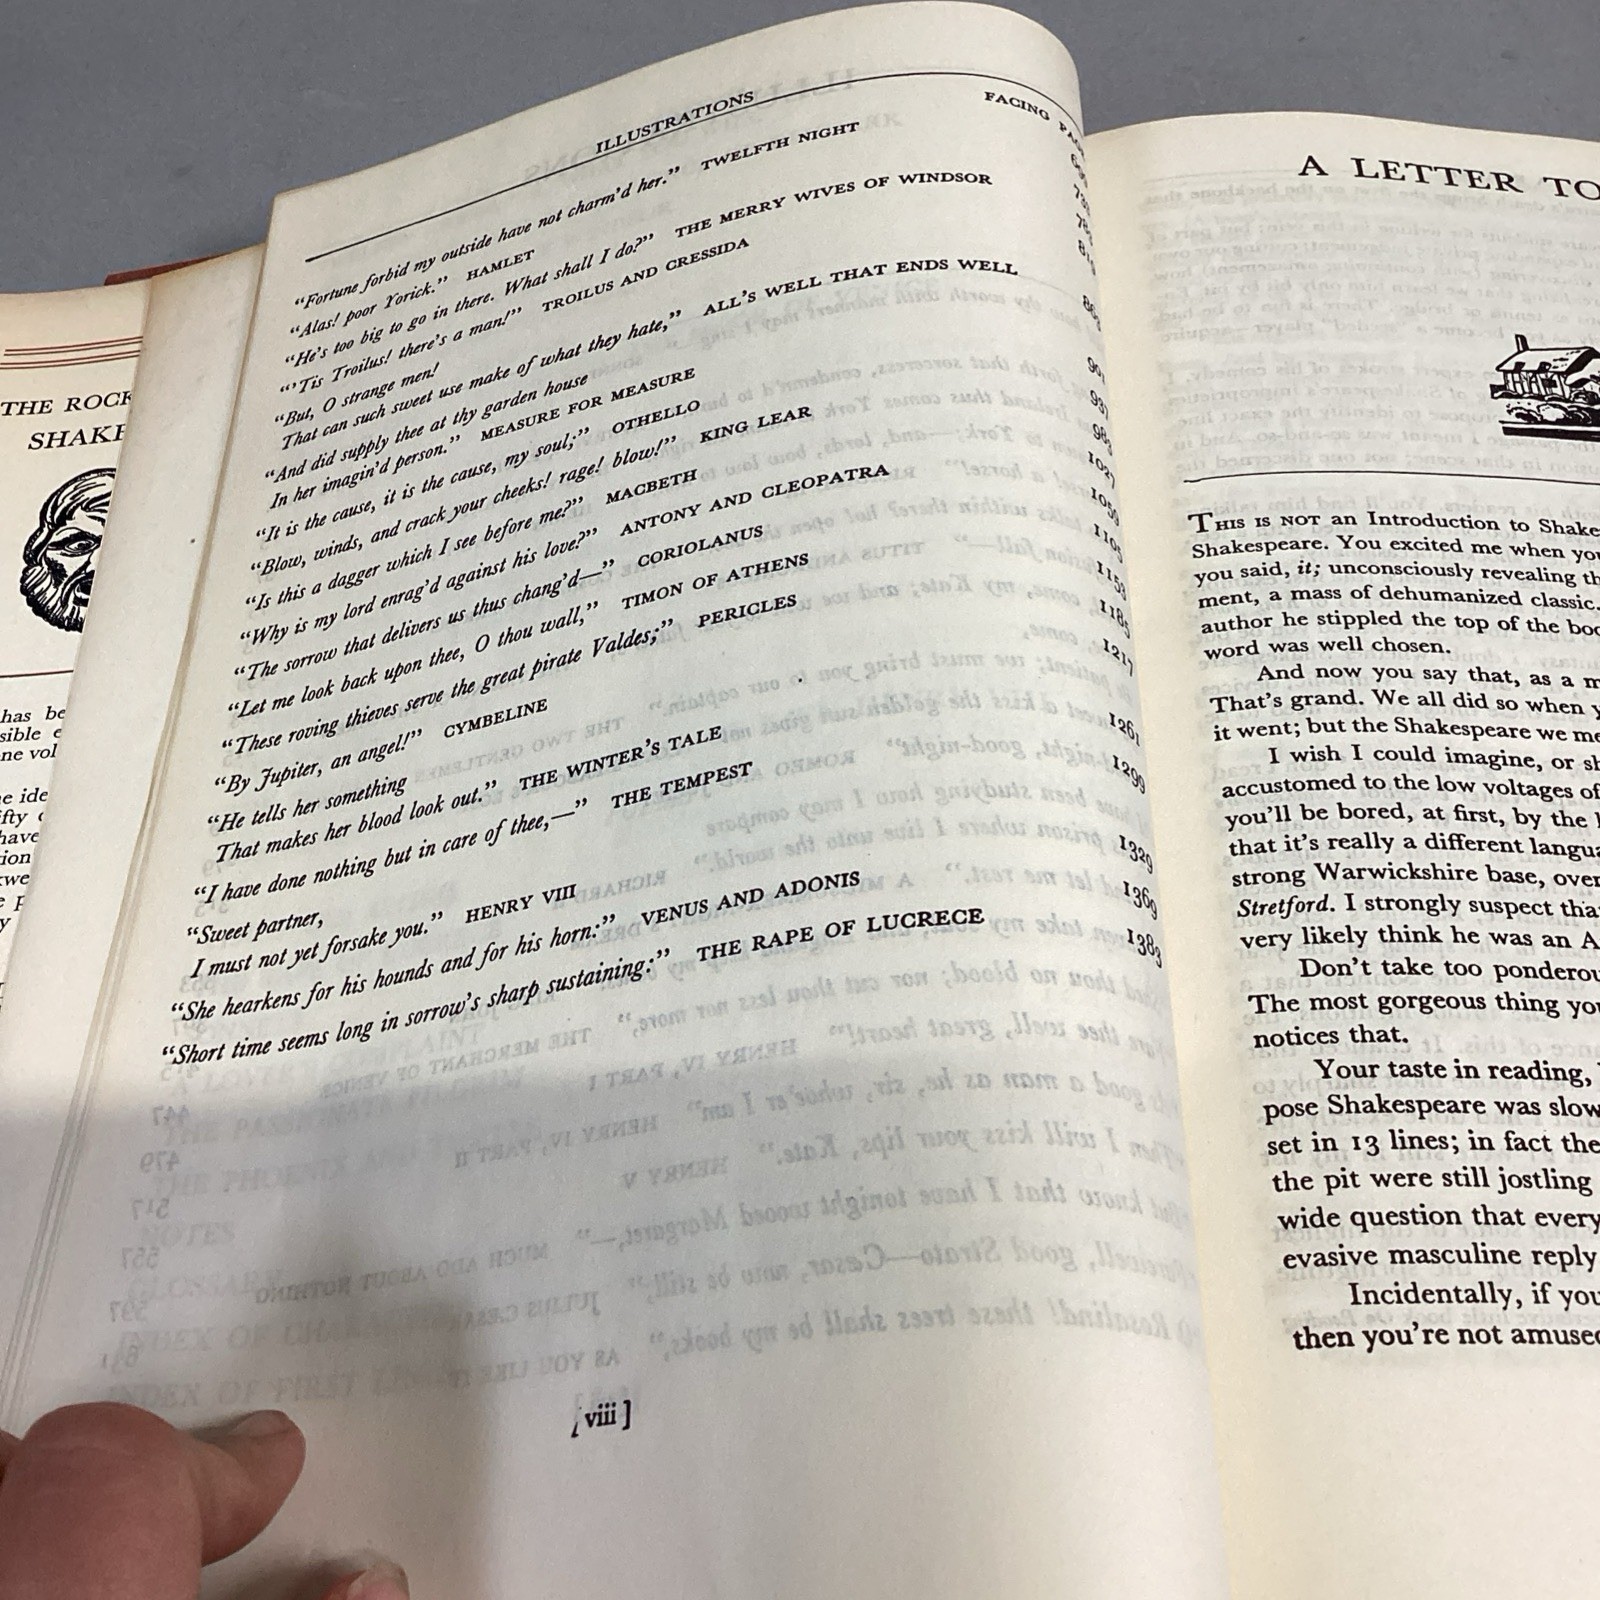 THE ROCK
SHAKE
has be
sible e
one vol
e ide
fty
have
tion
ILLUSTRATIONS
FACING
“Fortune forbid my outside have not charm'd her.” TWELFTH NIGHT
“Alas! poor Yorick.” HAMLET
“He's too big to go in there. What shall I do?” THE MERRY WIVES OF WINDSOR
“'Tis Troilus! there's a man!” TROILUS AND CRESSIDA
“But, O strange men!
That can such sweet use make of what they hate,” ALL'S WELL THAT ENDS WELL
“And did supply thee at thy garden house
In her imagin'd person.” MEASURE FOR MEASURE
“It is the cause, it is the cause, my soul;” OTHELLO
“Blow, winds, and crack your cheeks! rage! blow!” KING LEAR
“Is this a dagger which I see before me?” MACBETH
“Why is my lord enrag'd against his love?” ANTONY AND CLEOPATRA
“The sorrow that delivers us thus chang'd—” CORIOLANUS
“Let me look back upon thee, O thou wall,” TIMON OF ATHENS
“These roving thieves serve the great pirate Valdes;” PERICLES
“By Jupiter, an angel!” CYMBELINE
“He tells her something
That makes her blood look out.” THE WINTER'S TALE
“I have done nothing but in care of thee,—” THE TEMPEST
“Sweet partner,
I must not yet forsake you.” HENRY VIII
“She hearkens for his hounds and for his horn:” VENUS AND ADONIS
“Short time seems long in sorrow's sharp sustaining:” THE RAPE OF LUCRECE
901
937
983
1027
1059
1105
1153
1185
1217
1261
1299
1329
1369
1383
[viii]
A LETTER TO
THIS IS NOT an Introduction to Shake
Shakespeare. You excited me when you
you said, it; unconsciously revealing th
ment, a mass of dehumanized classic.
author he stippled the top of the boo
word was well chosen.
And now you say that, as a m
That's grand. We all did so when y
it went; but the Shakespeare we me
I wish I could imagine, or sh
accustomed to the low voltages of
you'll be bored, at first, by the l
that it's really a different langua
strong Warwickshire base, over
Stretford. I strongly suspect tha
very likely think he was an A
Don't take too ponderou
The most gorgeous thing you
notices that.
Your taste in reading,
pose Shakespeare was slow
set in 13 lines; in fact the
the pit were still jostling
wide question that every
evasive masculine reply
Incidentally, if you
then you're not amused